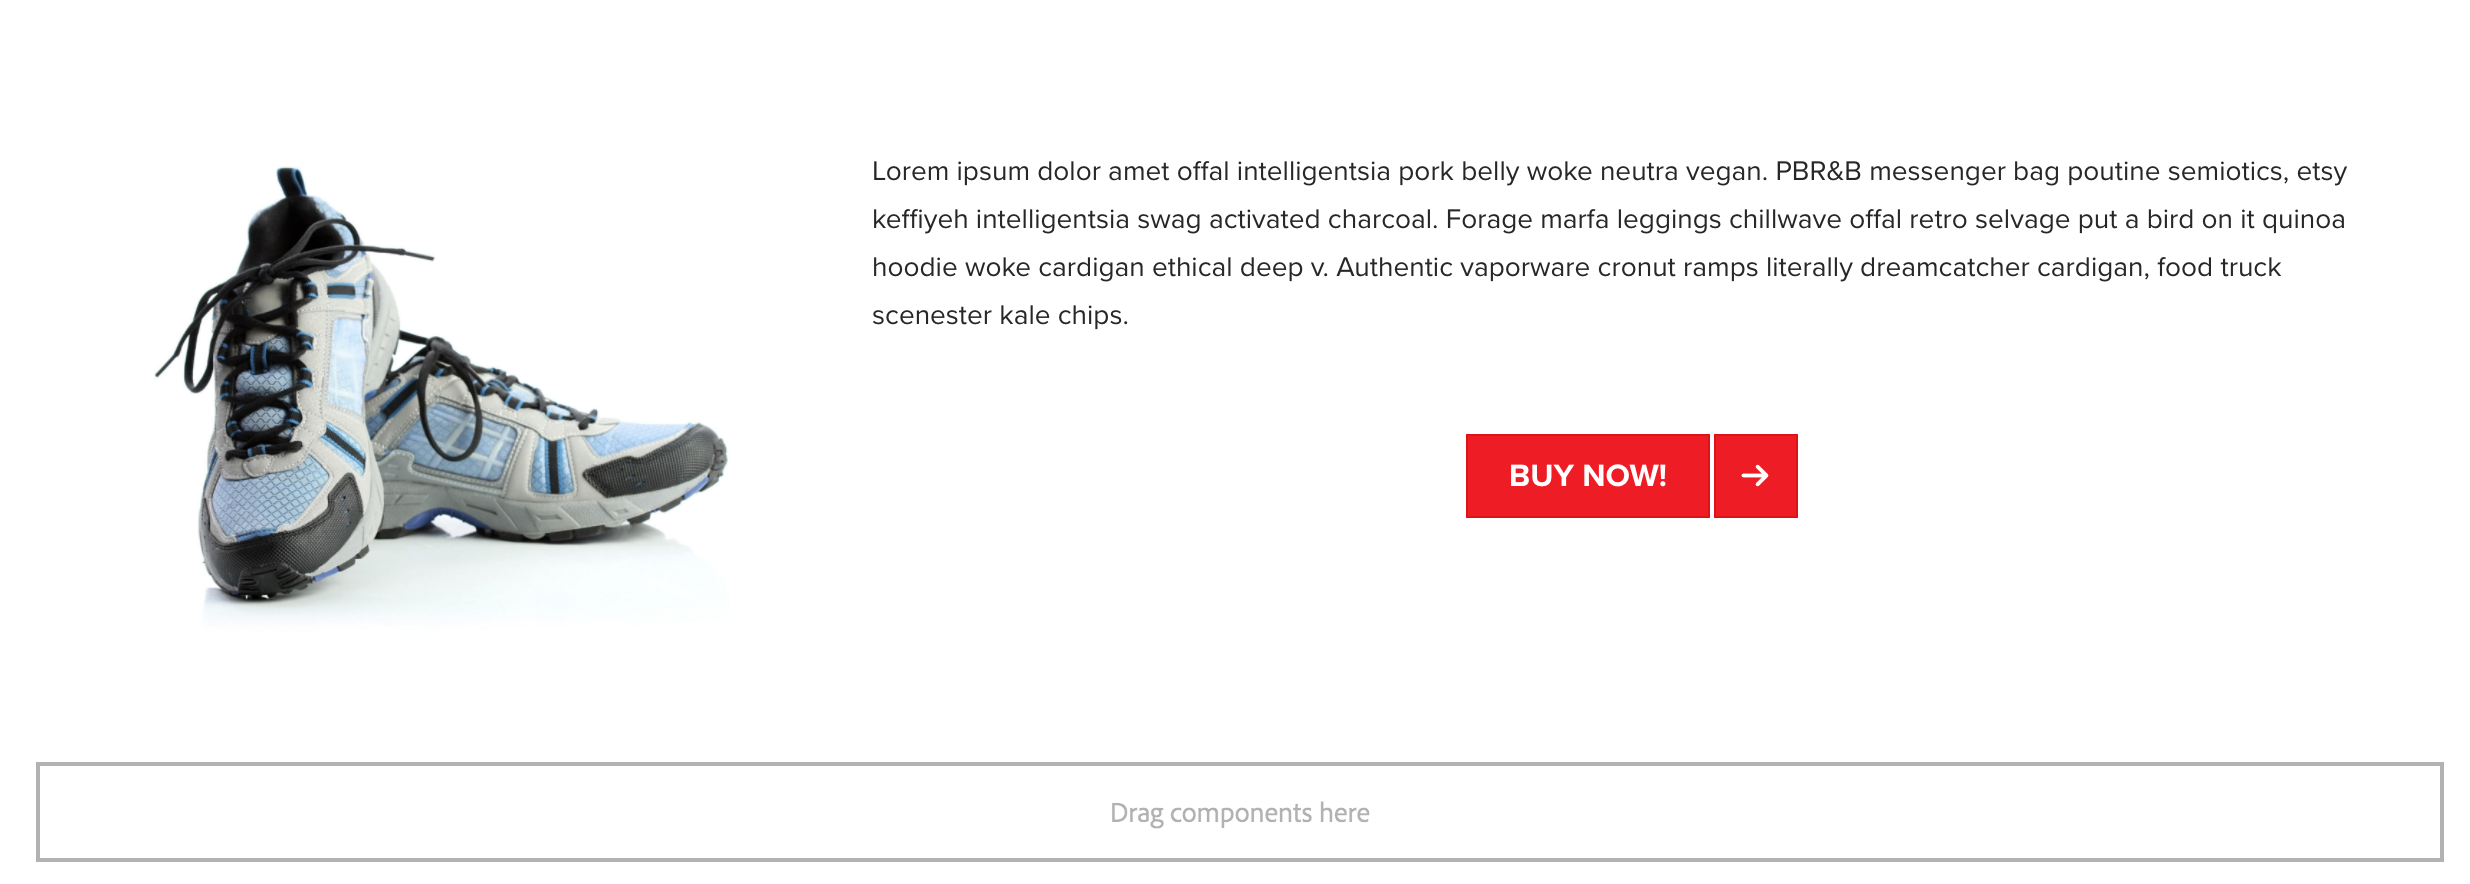 Lorem ipsum dolor amet offal intelligentsia pork belly woke neutra vegan. PBR&B messenger bag poutine semiotics, etsy
keffiyeh intelligentsia swag activated charcoal. Forage marfa leggings chillwave offal retro selvage put a bird on it quinoa
hoodie woke cardigan ethical deep v. Authentic vaporware cronut ramps literally dreamcatcher cardigan, food truck
scenester kale chips.
BUY NOW!
Drag components here